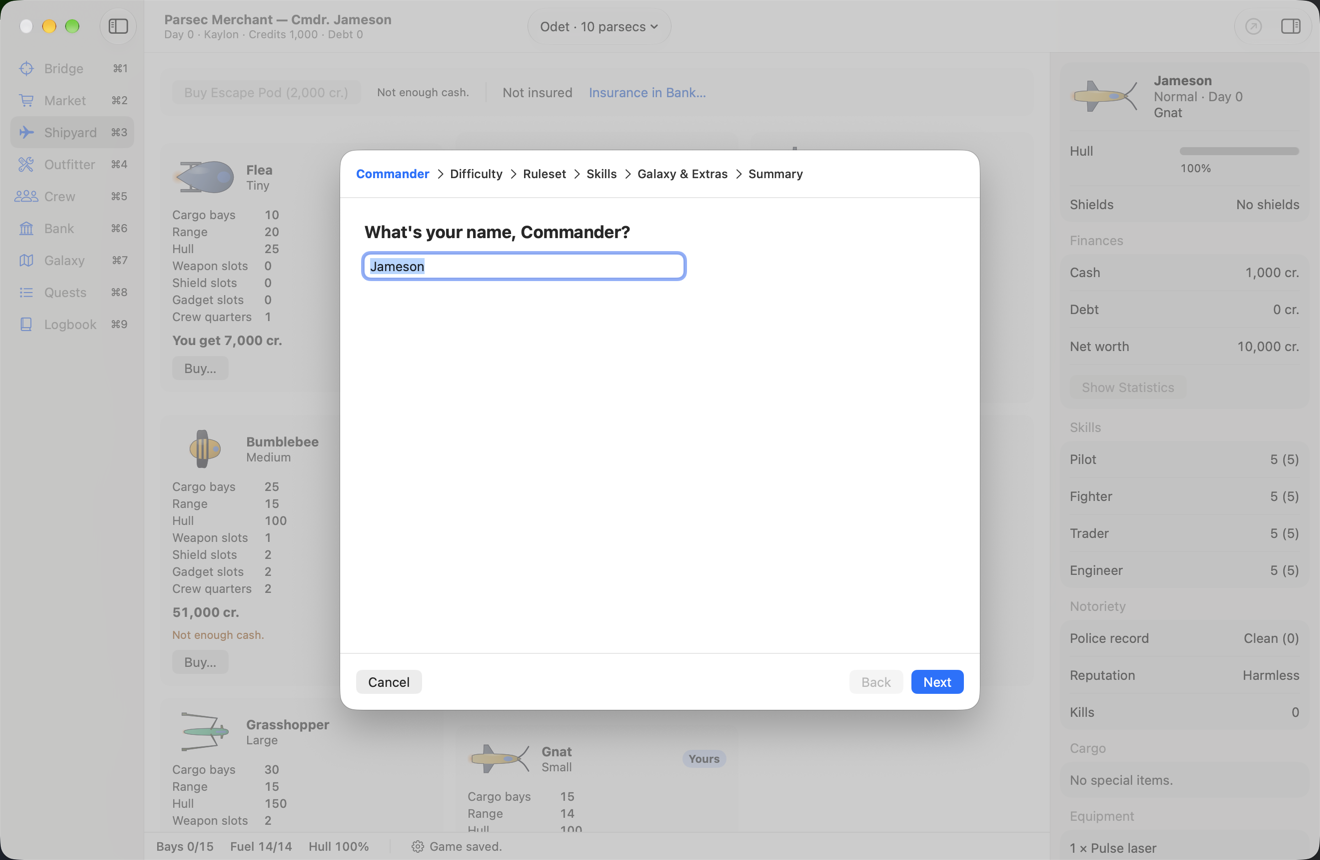 Parsec Merchant — Cmdr. Jameson
Day 0 · Kaylon · Credits 1,000 · Debt 0
Odet · 10 parsecs
Bridge ⌘1
Market ⌘2
Shipyard ⌘3
Outfitter ⌘4
Crew ⌘5
Bank ⌘6
Galaxy ⌘7
Quests ⌘8
Logbook ⌘9
Buy Escape Pod (2,000 cr.) Not enough cash. Not insured Insurance in Bank...
Flea
Tiny
Cargo bays 10
Range 20
Hull 25
Weapon slots 0
Shield slots 0
Gadget slots 0
Crew quarters 1
You get 7,000 cr.
Buy...
Bumblebee
Medium
Cargo bays 25
Range 15
Hull 100
Weapon slots 1
Shield slots 2
Gadget slots 2
Crew quarters 2
51,000 cr.
Not enough cash.
Buy...
Grasshopper
Large
Cargo bays 30
Range 15
Hull 150
Weapon slots 2
Gnat
Small
Yours
Cargo bays 15
Range 14
Hull 100
Commander > Difficulty > Ruleset > Skills > Galaxy & Extras > Summary
What's your name, Commander?
Jameson
Cancel Back Next
Jameson
Normal · Day 0
Gnat
Hull
100%
Shields No shields
Finances
Cash 1,000 cr.
Debt 0 cr.
Net worth 10,000 cr.
Show Statistics
Skills
Pilot 5 (5)
Fighter 5 (5)
Trader 5 (5)
Engineer 5 (5)
Notoriety
Police record Clean (0)
Reputation Harmless
Kills 0
Cargo
No special items.
Equipment
1 × Pulse laser
Bays 0/15 Fuel 14/14 Hull 100% Game saved.